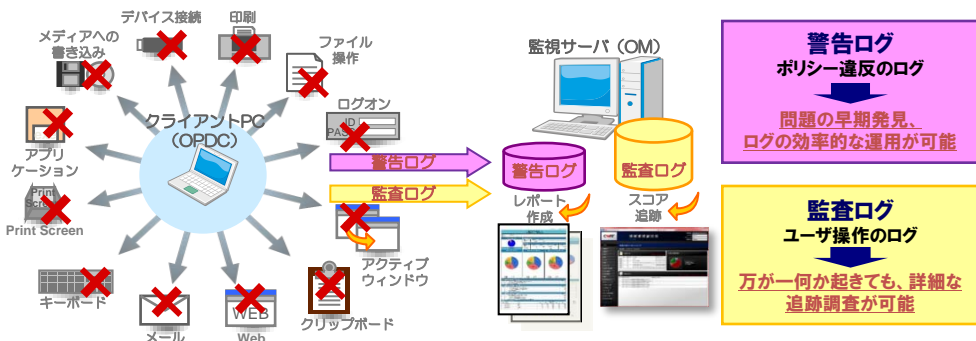 デバイス接続
印刷
メディアへの
書き込み
ファイル
操作
ログオン
ID
PAS
クライアントPC
(OPDC)
アプリ
ケーション
Print
Scre
Print Screen
キーボード
メール
WEB
Web
クリップボード
アクティブ
ウィンドウ
警告ログ
監査ログ
監視サーバ(OM)
警告ログ
監査ログ
レポート
作成
スコア
追跡
警告ログ
ポリシー違反のログ
問題の早期発見、
ログの効率的な運用が可能
監査ログ
ユーザ操作のログ
万が一何か起きても、詳細な
追跡調査が可能